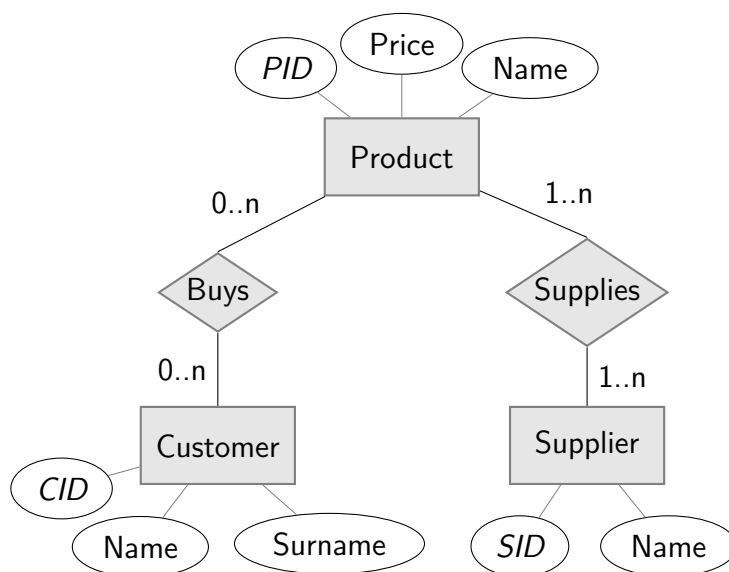 Price
PID
Name
Product
0..n
1..n
Buys
Supplies
0..n
1..n
Customer
Supplier
CID
Name
Surname
SID
Name